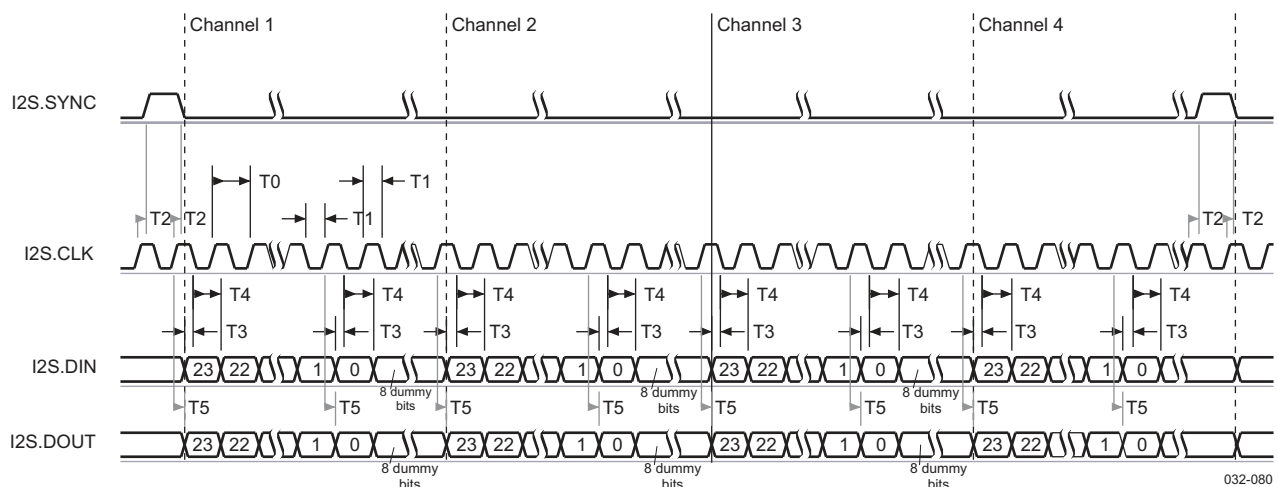 Channel 1 Channel 2 Channel 3 Channel 4
I2S.SYNC
T0 T1
T2 T2 T1 T2 T2
I2S.CLK
T4 T4 T4 T4 T4 T4 T4 T4
T3 T3 T3 T3 T3 T3 T3 T3
I2S.DIN 23 22 1 0 23 22 1 0 23 22 1 0 23 22 1 0
8 dummy bits 8 dummy bits 8 dummy bits
T5 T5 T5 T5 T5 T5 T5 T5
I2S.DOUT 23 22 1 0 23 22 1 0 23 22 1 0 23 22 1 0
8 dummy bits 8 dummy bits 8 dummy bits
032-080